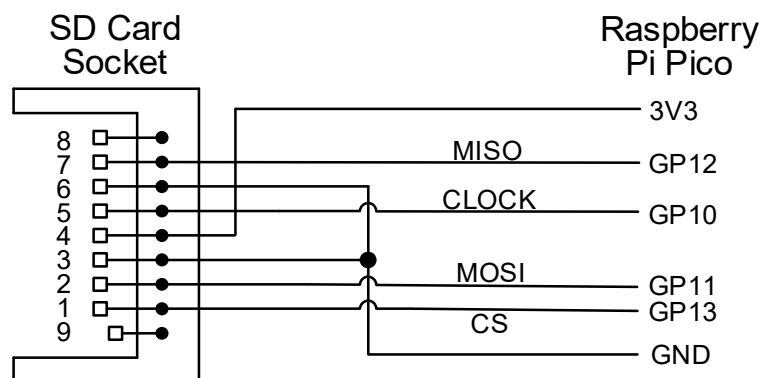 SD Card
Socket
Raspberry
Pi Pico
3V3
8
7
MISO
GP12
6
5
CLOCK
GP10
4
3
2
MOSI
GP11
1
GP13
CS
9
GND